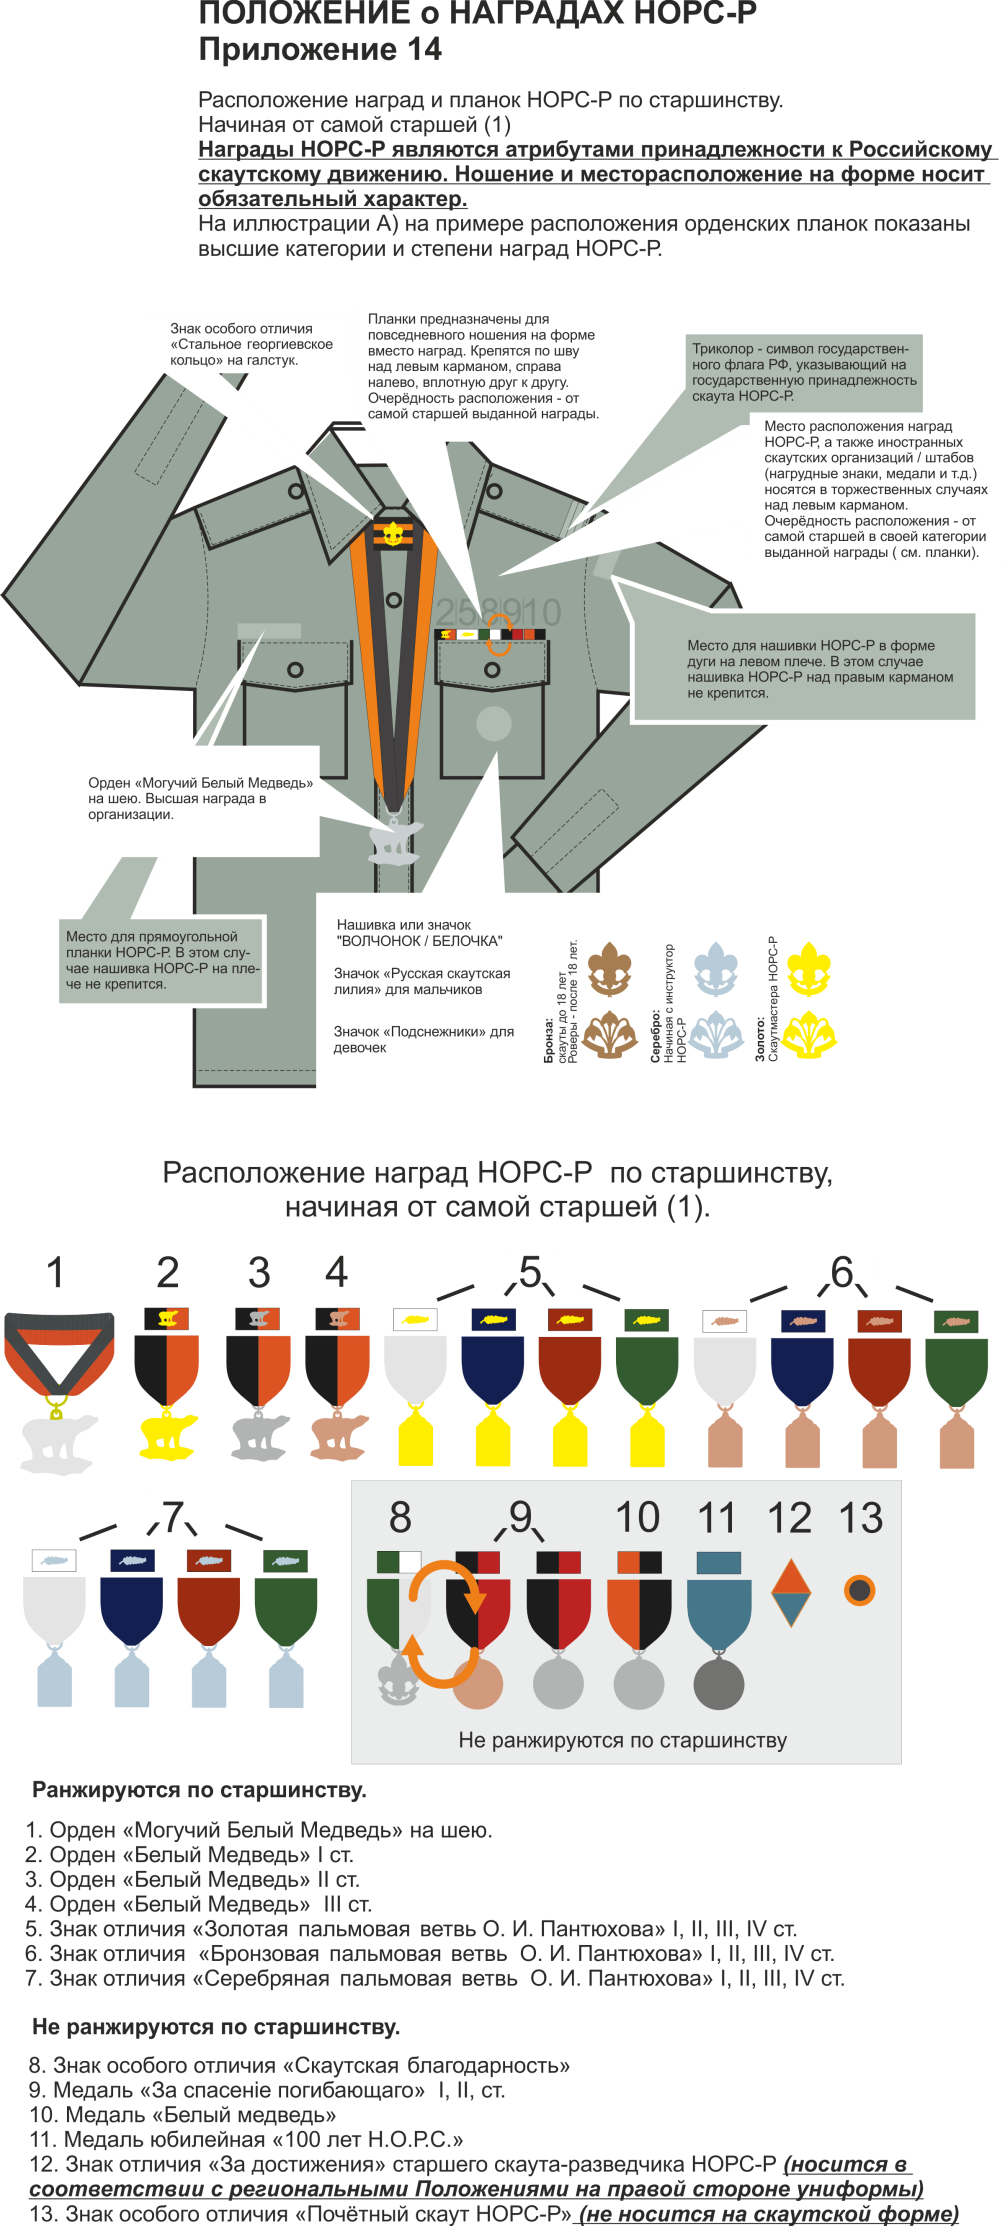 ПОЛОЖЕНИЕ о НАГРАДАХ НОРС-Р
Приложение 14
Расположение наград и планок НОРС-Р по старшинству.
Начиная от самой старшей (1)
Награды НОРС-Р являются атрибутами принадлежности к Российскому
скаутскому движению. Ношение и месторасположение на форме носит
обязательный характер.
На иллюстрации А) на примере расположения орденских планок показаны
высшие категории и степени наград НОРС-Р.
Знак особого отличия
«Стальное георгиевское
кольцо» на галстук.
Планки предназначены для
повседневного ношения на форме
вместо наград. Крепятся по шву
над левым карманом, справа
налево, вплотную друг к другу.
Очерёдность расположения - от
самой старшей выданной награды.
Триколор - символ государствен-
ного флага РФ, указывающий на
государственную принадлежность
скаута НОРС-Р.
Место расположения наград
НОРС-Р, а также иностранных
скаутских организаций / штабов
(нагрудные знаки, медали и т.д.)
носятся в торжественных случаях
над левым карманом.
Очерёдность расположения - от
самой старшей в своей категории
выданной награды ( см. планки).
258910
Место для нашивки НОРС-Р в форме
дуги на левом плече. В этом случае
нашивка НОРС-Р над правым карманом
не крепится.
Орден «Могучий Белый Медведь»
на шею. Высшая награда в
организации.
Место для прямоугольной
планки НОРС-Р. В этом слу-
чае нашивка НОРС-Р на пле-
че не крепится.
Нашивка или значок
"ВОЛЧОНОК / БЕЛОЧКА"
Значок «Русская скаутская
лилия» для мальчиков
Значок «Подснежники» для
девочек
Бронза:
скауты до 18 лет
Роверы - после 18 лет.
Серебро:
Начиная с инструктор
НОРС-Р
Золото:
Скаутмастера НОРС-Р
Расположение наград НОРС-Р по старшинству,
начиная от самой старшей (1).
1 2 3 4 5 6
7 8 9 10 11 12 13
Не ранжируются по старшинству
Ранжируются по старшинству.
1. Орден «Могучий Белый Медведь» на шею.
2. Орден «Белый Медведь» I ст.
3. Орден «Белый Медведь» II ст.
4. Орден «Белый Медведь» III ст.
5. Знак отличия «Золотая пальмовая ветвь О. И. Пантюхова» I, II, III, IV ст.
6. Знак отличия «Бронзовая пальмовая ветвь О. И. Пантюхова» I, II, III, IV ст.
7. Знак отличия «Серебряная пальмовая ветвь О. И. Пантюхова» I, II, III, IV ст.
Не ранжируются по старшинству.
8. Знак особого отличия «Скаутская благодарность»
9. Медаль «За спасенiе погибающаго» I, II, ст.
10. Медаль «Белый медведь»
11. Медаль юбилейная «100 лет Н.О.Р.С.»
12. Знак отличия «За достижения» старшего скаута-разведчика НОРС-Р (носится в
соответствии с региональными Положениями на правой стороне униформы)
13. Знак особого отличия «Почётный скаут НОРС-Р» (не носится на скаутской форме)